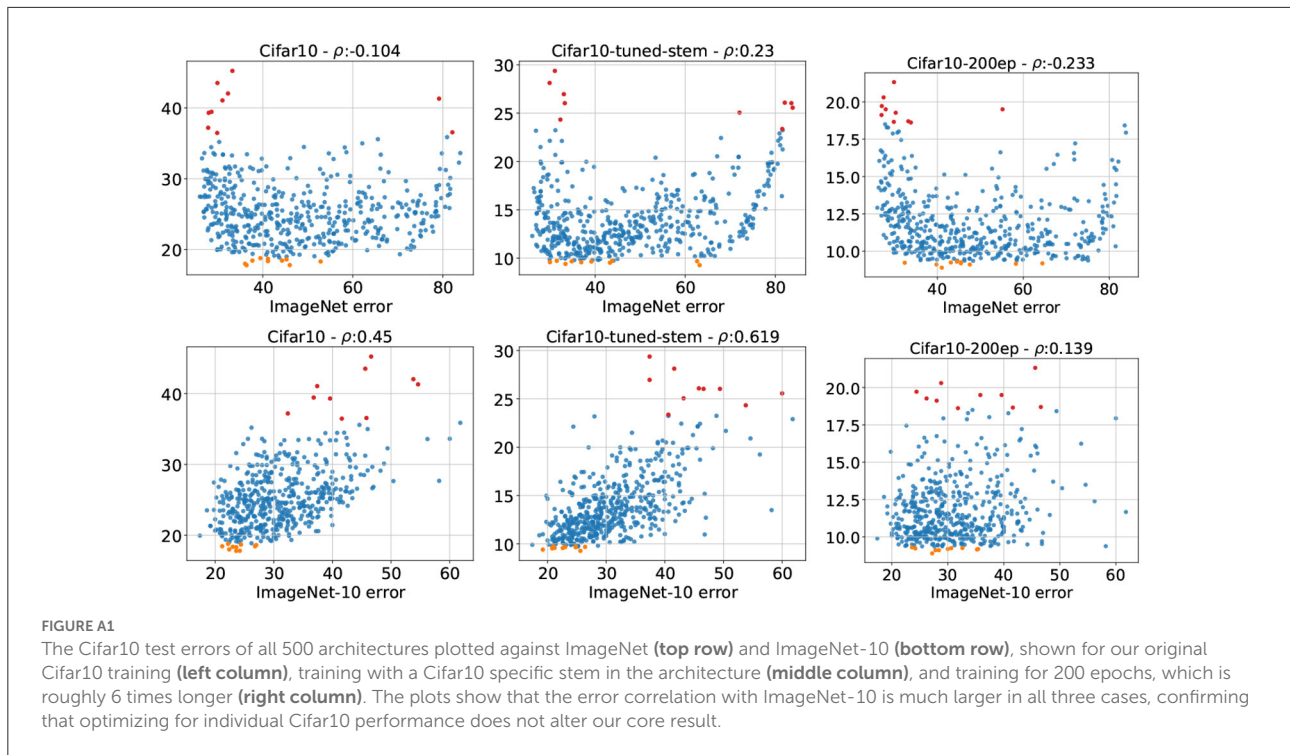 Cifar10 - ρ:-0.104
40
30
20
40
60
80
ImageNet error
Cifar10-tuned-stem - ρ:0.23
30
25
20
15
10
40
60
80
ImageNet error
Cifar10-200ep - ρ:-0.233
20.0
17.5
15.0
12.5
10.0
40
60
80
ImageNet error
Cifar10 - ρ:0.45
40
30
20
20
30
40
50
60
ImageNet-10 error
Cifar10-tuned-stem - ρ:0.619
30
25
20
15
10
20
30
40
50
60
ImageNet-10 error
Cifar10-200ep - ρ:0.139
20.0
17.5
15.0
12.5
10.0
20
30
40
50
60
ImageNet-10 error
FIGURE A1
The Cifar10 test errors of all 500 architectures plotted against ImageNet (top row) and ImageNet-10 (bottom row), shown for our original
Cifar10 training (left column), training with a Cifar10 specific stem in the architecture (middle column), and training for 200 epochs, which is
roughly 6 times longer (right column). The plots show that the error correlation with ImageNet-10 is much larger in all three cases, confirming
that optimizing for individual Cifar10 performance does not alter our core result.